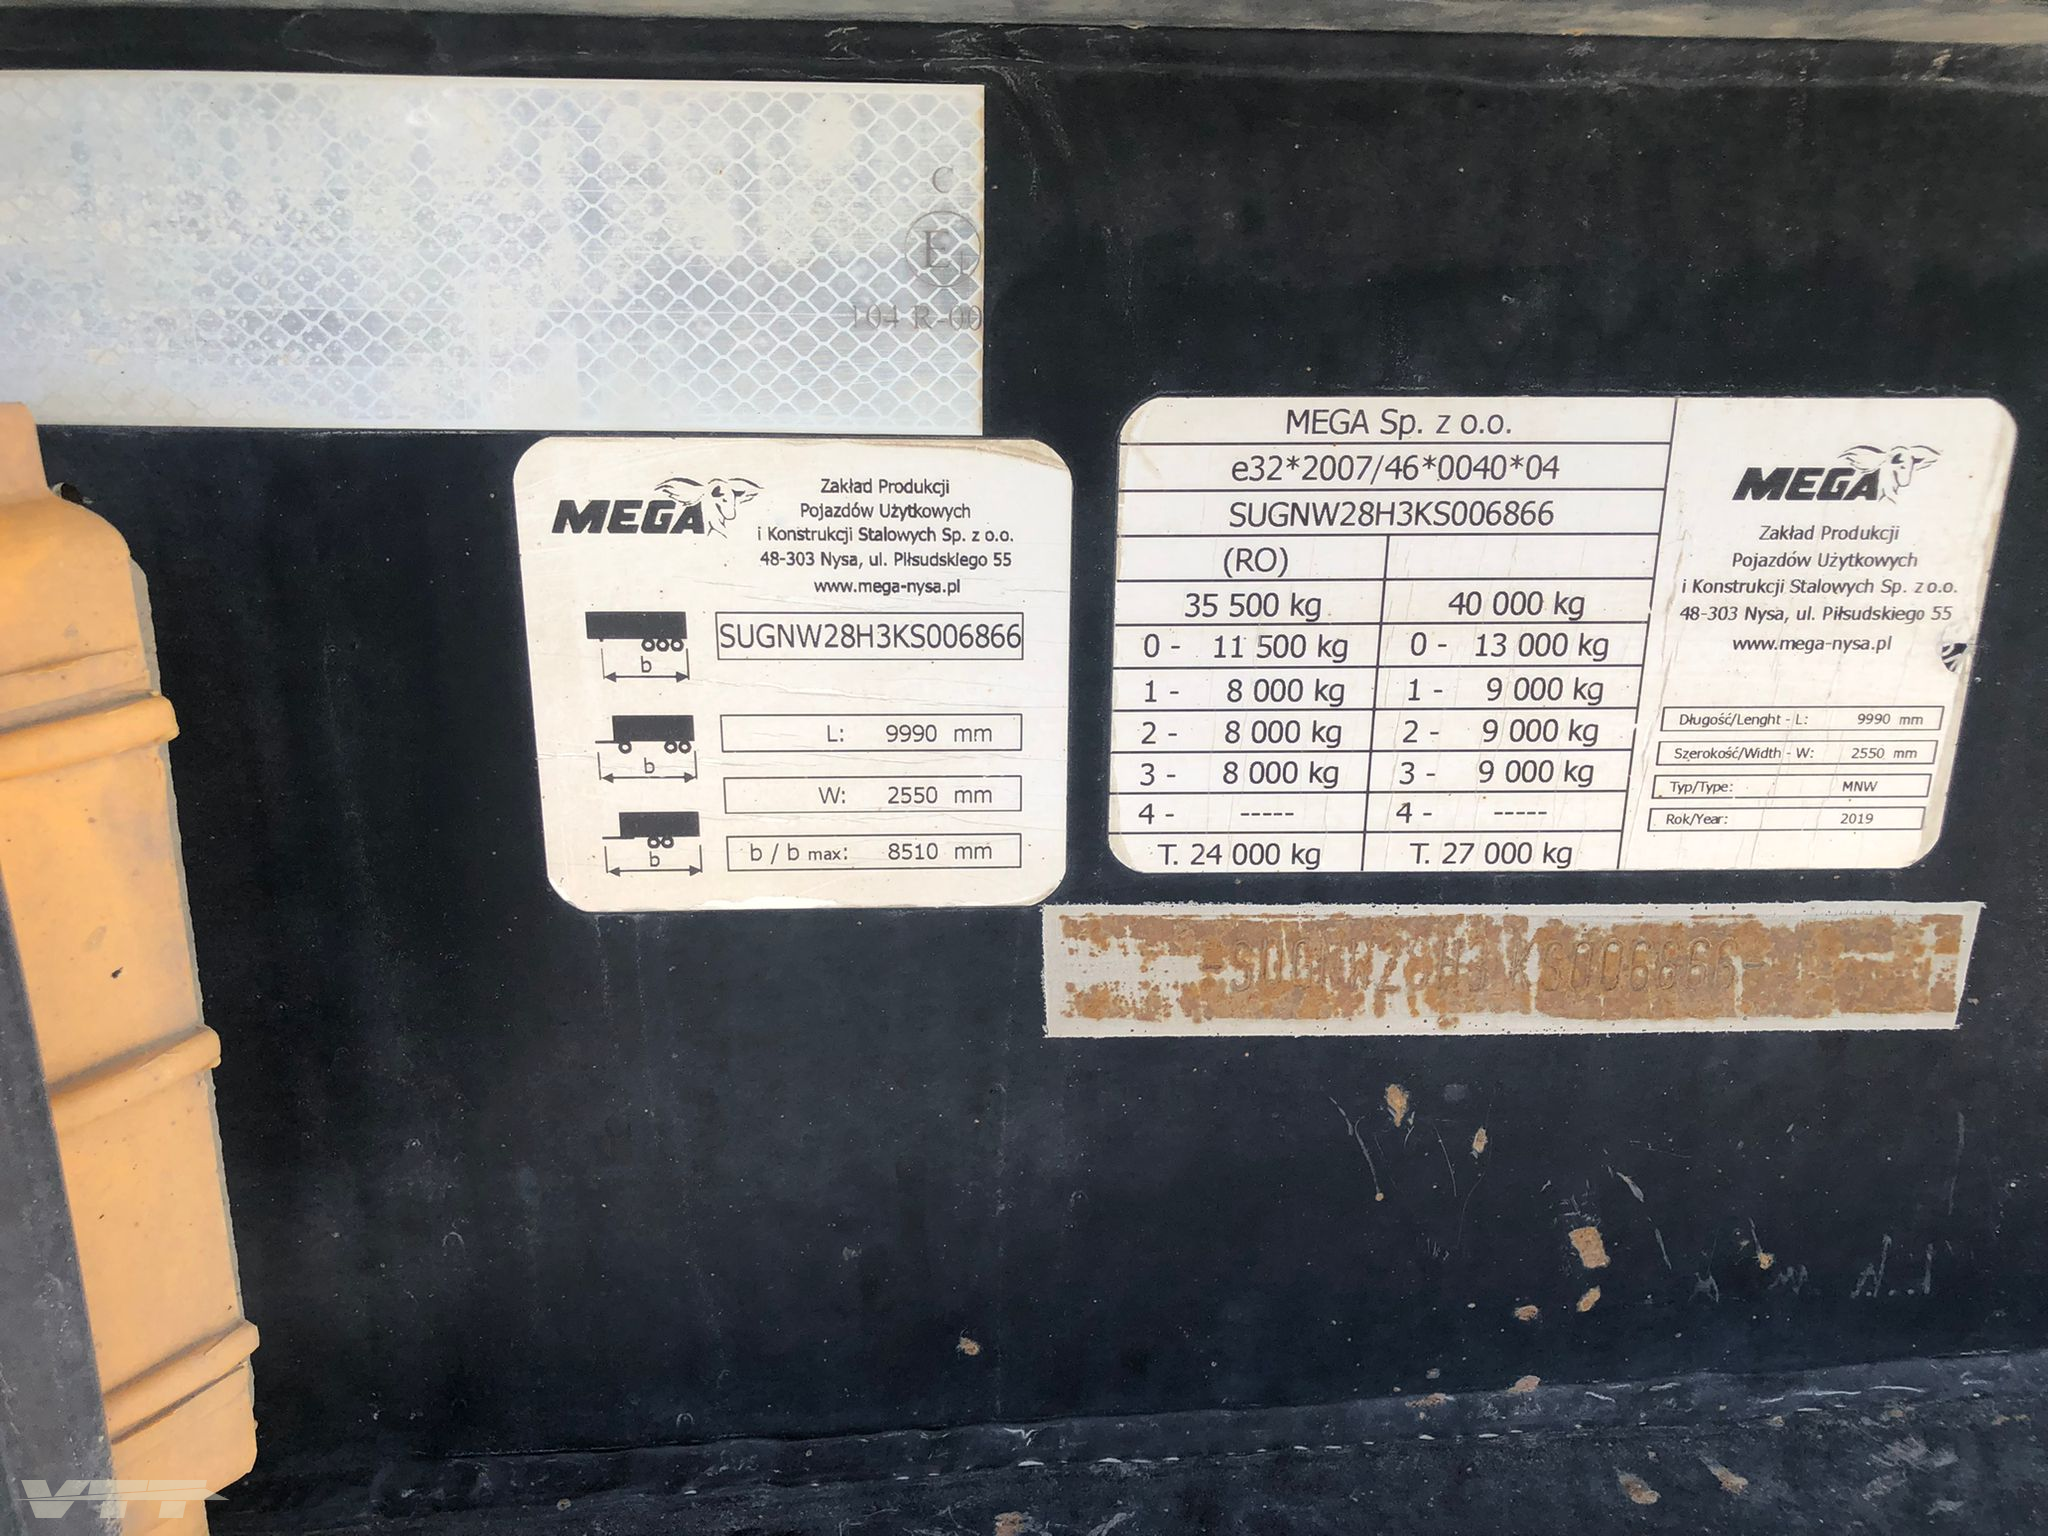 C
E
1
104 R-00
MEGA
Zakład Produkcji
Pojazdów Użytkowych
i Konstrukcji Stalowych Sp. z o.o.
48-303 Nysa, ul. Piłsudskiego 55
www.mega-nysa.pl
SUGNW28H3KS006866
b
b
b
L: 9990 mm
W: 2550 mm
b / b max: 8510 mm
MEGA Sp. z o.o.
e32*2007/46*0040*04
SUGNW28H3KS006866
(RO)
35 500 kg 40 000 kg
0 - 11 500 kg 0 - 13 000 kg
1 - 8 000 kg 1 - 9 000 kg
2 - 8 000 kg 2 - 9 000 kg
3 - 8 000 kg 3 - 9 000 kg
4 - ----- 4 - -----
T. 24 000 kg T. 27 000 kg
MEGA
Zakład Produkcji
Pojazdów Użytkowych
i Konstrukcji Stalowych Sp. z o.o.
48-303 Nysa, ul. Piłsudskiego 55
www.mega-nysa.pl
Długość/Lenght - L: 9990 mm
Szerokość/Width - W: 2550 mm
Typ/Type: MNW
Rok/Year: 2019
VTT